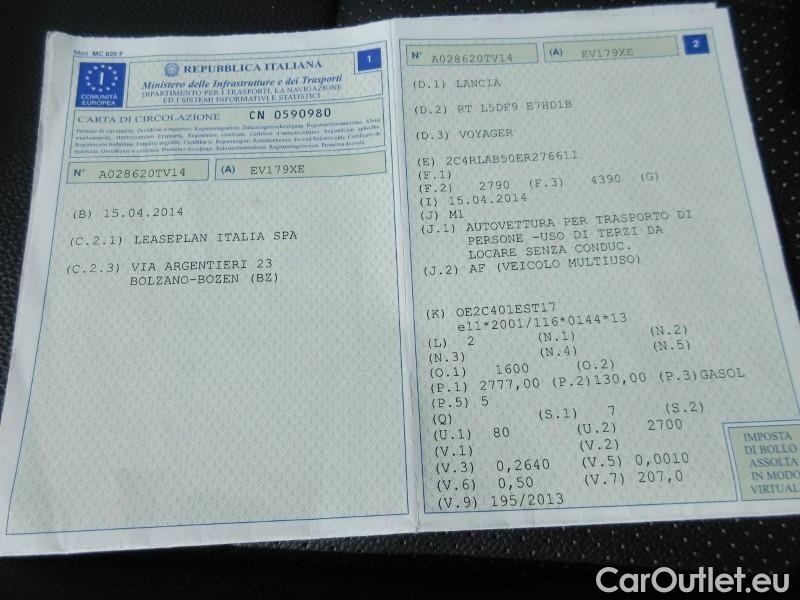 Mod. MC 820 F
1
REPUBBLICA ITALIANA
Ministero delle Infrastrutture e dei Trasporti
DIPARTIMENTO PER I TRASPORTI, LA NAVIGAZIONE
ED I SISTEMI INFORMATIVI E STATISTICI
I
COMUNITÀ
EUROPEA
CARTA DI CIRCOLAZIONE CN 0590980
N° A028620TV14 (A) EV179XE
(B) 15.04.2014
(C.2.1) LEASEPLAN ITALIA SPA
(C.2.3) VIA ARGENTIERI 23
BOLZANO-BOZEN (BZ)
N° A028620TV14 (A) EV179XE 2
(D.1) LANCIA
(D.2) RT L5DF9 E7HD1B
(D.3) VOYAGER
(E) 2C4RLAB50ER276611
(F.1)
(F.2) 2790 (F.3) 4390 (G)
(I) 15.04.2014
(J) M1
(J.1) AUTOVETTURA PER TRASPORTO DI
PERSONE -USO DI TERZI DA
LOCARE SENZA CONDUC.
(J.2) AF (VEICOLO MULTIUSO)
(K) OE2C401EST17
e11*2001/116*0144*13
(L) 2 (N.1) (N.2)
(N.3) (N.4) (N.5)
(O.1) 1600 (O.2)
(P.1) 2777,00 (P.2)130,00 (P.3)GASOL
(P.5) 5
(Q) (S.1) 7 (S.2)
(U.1) 80 (U.2) 2700
(V.1) (V.2)
(V.3) 0,2640 (V.5) 0,0010
(V.6) 0,50 (V.7) 207,0
(V.9) 195/2013
IMPOSTA
DI BOLLO
ASSOLTA
IN MODO
VIRTUAL
CarOutlet.eu